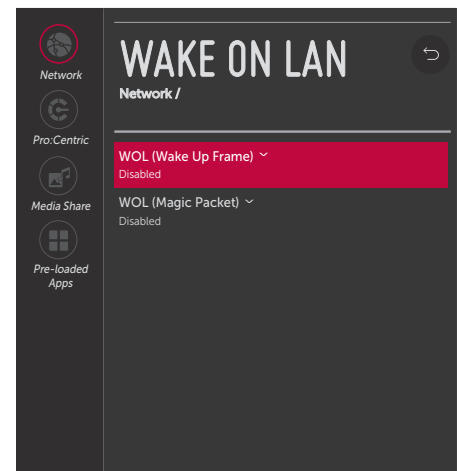 Network
Pro:Centric
Media Share
Pre-loaded
Apps
WAKE ON LAN
Network /
WOL (Wake Up Frame)
Disabled
WOL (Magic Packet)
Disabled